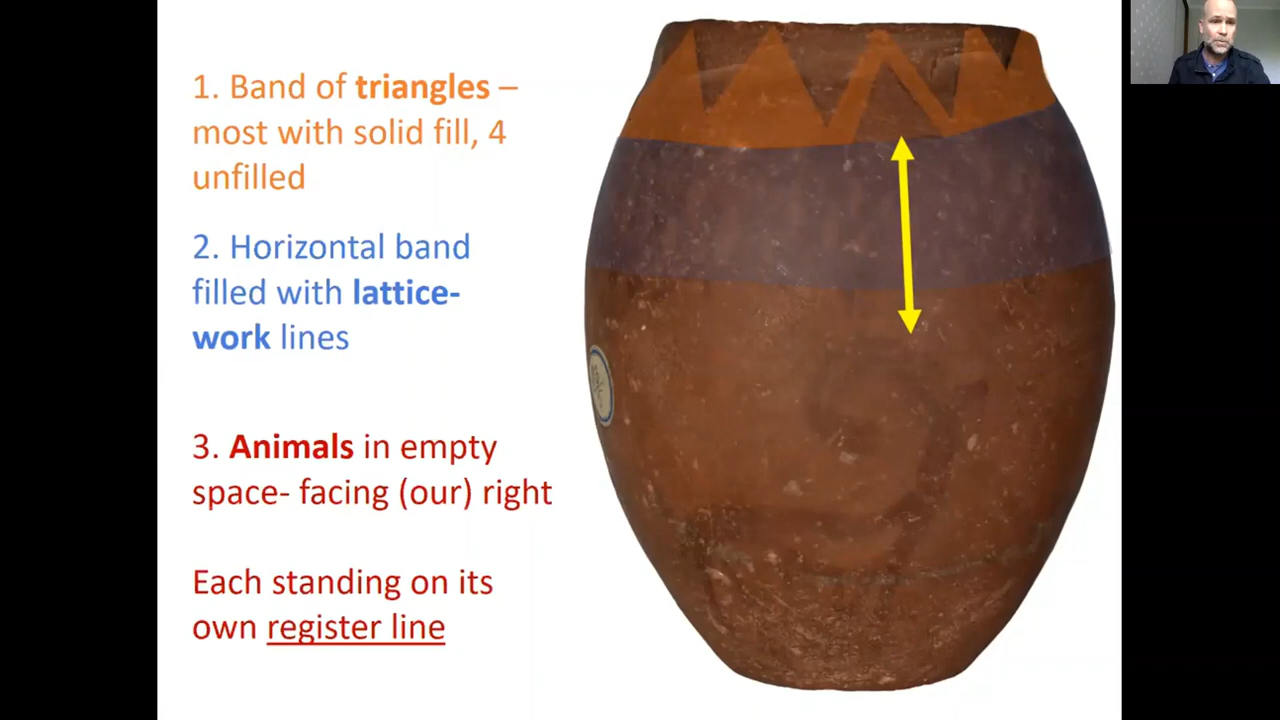 1. Band of triangles –
most with solid fill, 4
unfilled
2. Horizontal band
filled with lattice-
work lines
3. Animals in empty
space- facing (our) right
Each standing on its
own register line